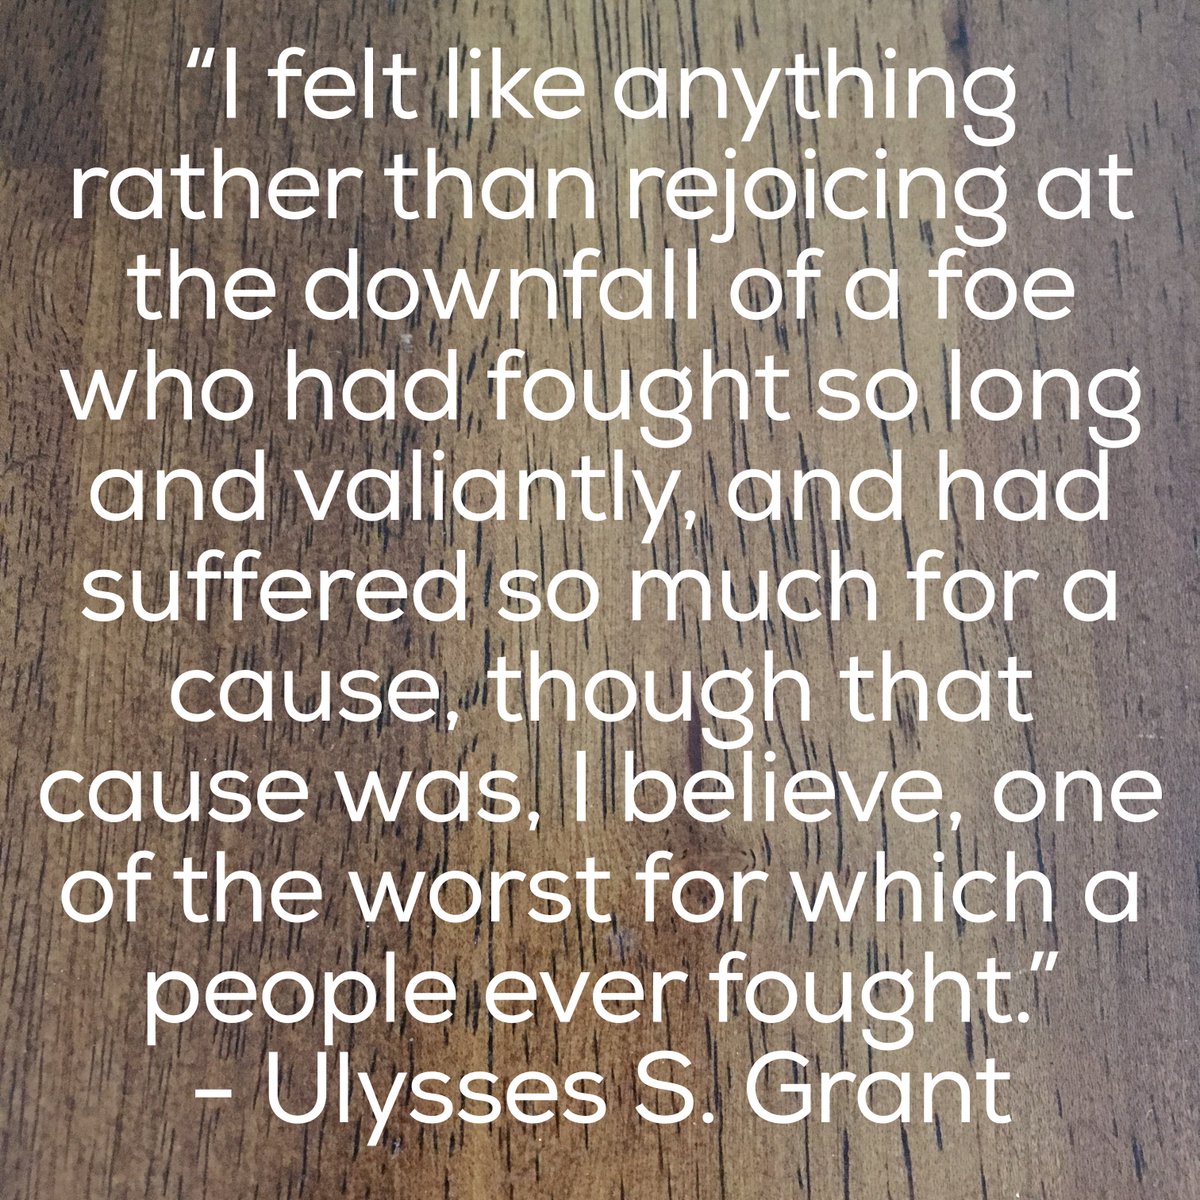 “I felt like anything
rather than rejoicing at
the downfall of a foe
who had fought so long
and valiantly, and had
suffered so much for a
cause, though that
cause was, I believe, one
of the worst for which a
people ever fought.”
- Ulysses S. Grant